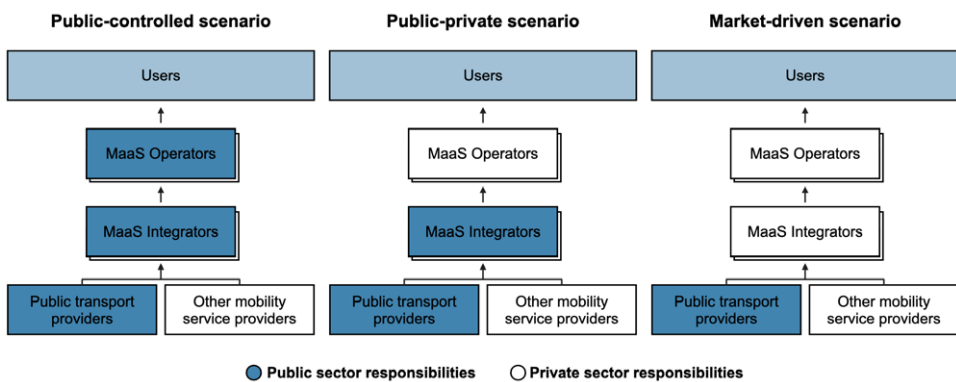 Public-controlled scenario
Public-private scenario
Market-driven scenario
Users
Users
Users
MaaS Operators
MaaS Operators
MaaS Operators
MaaS Integrators
MaaS Integrators
MaaS Integrators
Public transport
providers
Other mobility
service providers
Public transport
providers
Other mobility
service providers
Public transport
providers
Other mobility
service providers
Public sector responsibilities
Private sector responsibilities